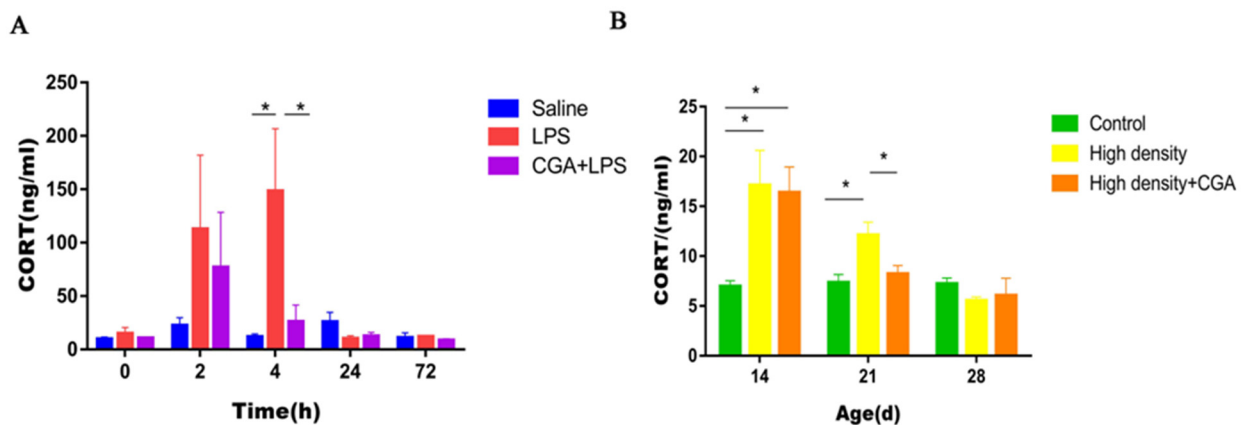 A
CORT(ng/ml)
250
200
150
100
50
0
* *
0 2 4 24 72
Time(h)
Saline
LPS
CGA+LPS
B
CORT/(ng/ml)
25
20
15
10
5
0
*
*
*
*
14 21 28
Age(d)
Control
High density
High density+CGA